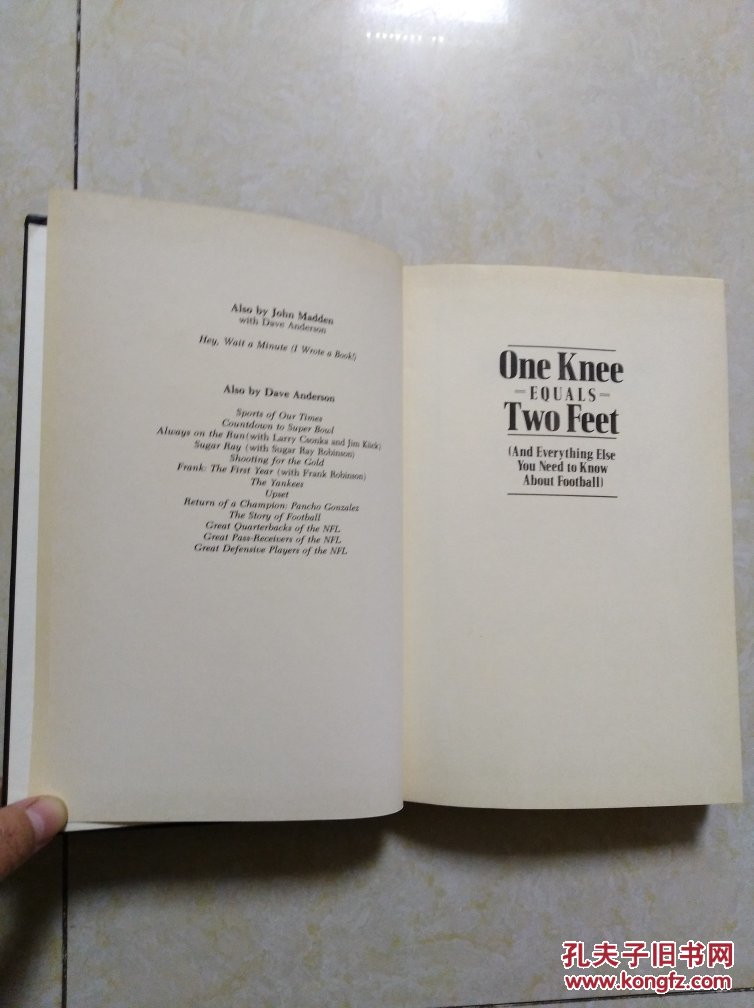 Also by John Madden
with Dave Anderson
Hey, Wait a Minute (I Wrote a Book!)
Also by Dave Anderson
Sports of Our Times
Countdown to Super Bowl
Always on the Run(with Larry Csonka and Jim Kiick)
Sugar Ray (with Sugar Ray Robinson)
Shooting for the Gold
Frank: The First Year (with Frank Robinson)
The Yankees
Upset
Return of a Champion: Pancho Gonzalez
The Story of Football
Great Quarterbacks of the NFL
Great Pass-Receivers of the NFL
Great Defensive Players of the NFL
One Knee
EQUALS
Two Feet
(And Everything Else
You Need to Know
About Football)
孔夫子旧书网
www.kongfz.com